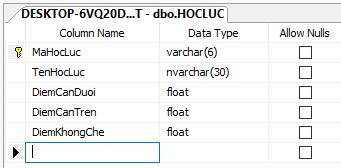 DESKTOP-6VQ20D...T - dbo.HOCLUC
Column Name Data Type Allow Nulls
MaHocLuc varchar(6)
TenHocLuc nvarchar(30)
DiemCanDuoi float
DiemCanTren float
DiemKhongChe float